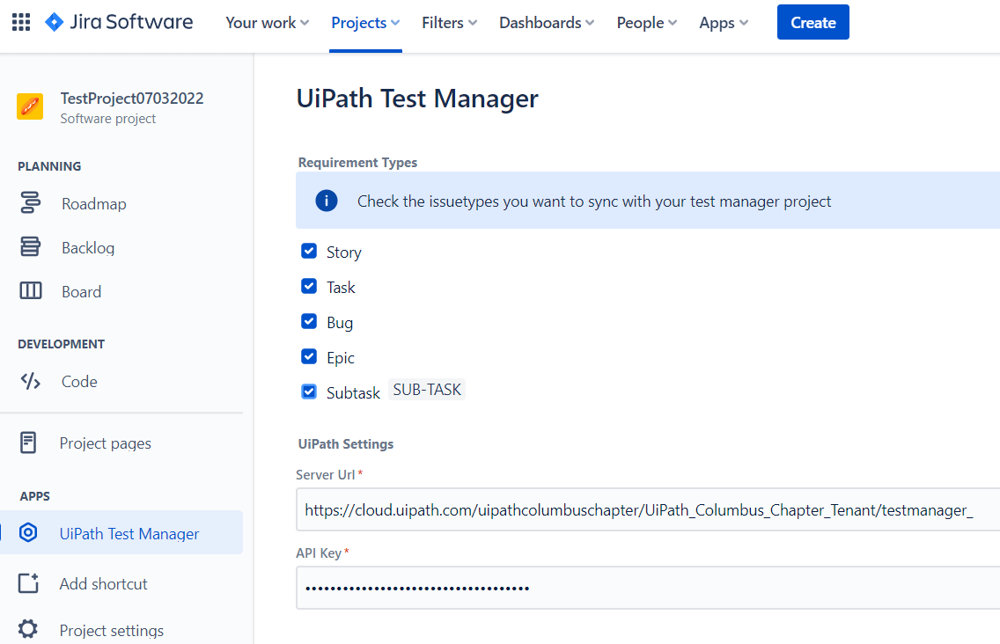 Jira Software Your work Projects Filters Dashboards People Apps Create
TestProject07032022
Software project
PLANNING
Roadmap
Backlog
Board
DEVELOPMENT
Code
Project pages
APPS
UiPath Test Manager
Add shortcut
Project settings
UiPath Test Manager
Requirement Types
Check the issuetypes you want to sync with your test manager project
Story
Task
Bug
Epic
Subtask SUB-TASK
UiPath Settings
Server Url *
https://cloud.uipath.com/uipathcolumbuschapter/UiPath_Columbus_Chapter_Tenant/testmanager_
API Key *
••••••••••••••••••••••••••••••••••••